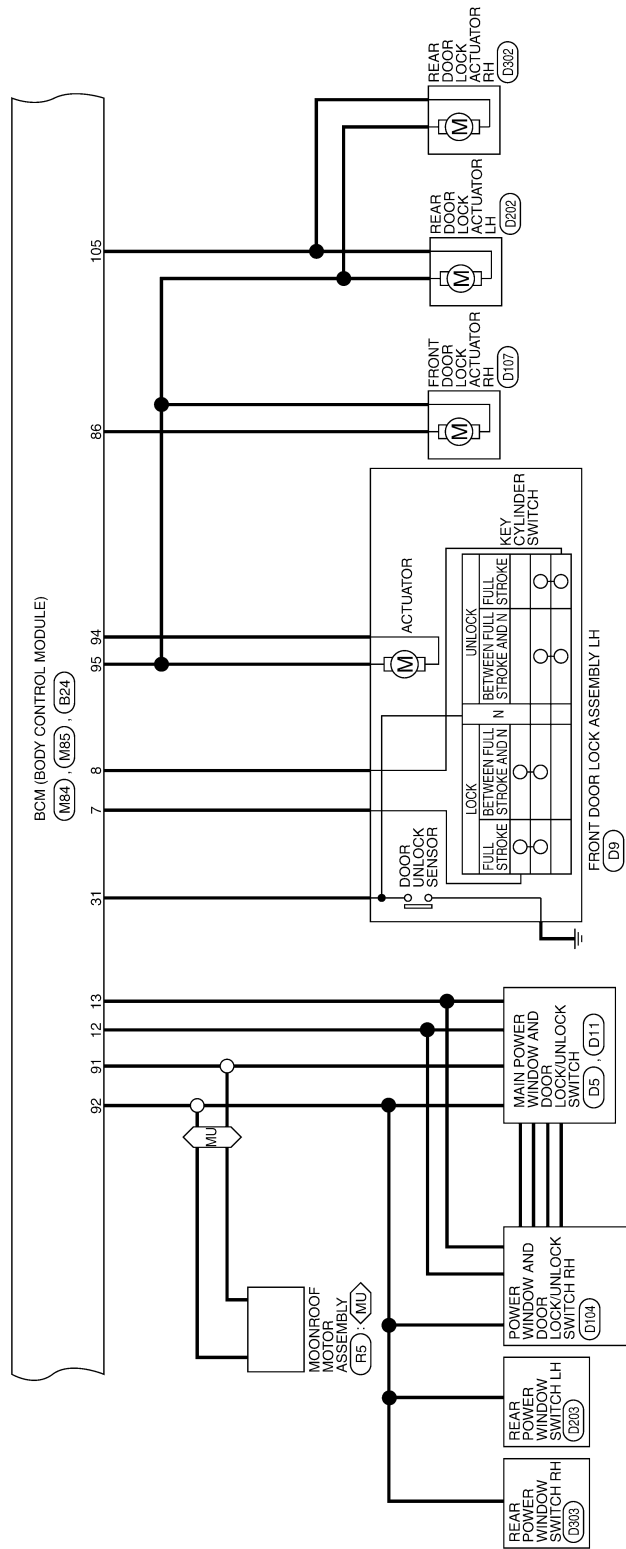 BCM (BODY CONTROL MODULE)
M84 , M85 , B24
92
91
12
13
31
7
8
95
94
86
105
MU
MOONROOF
MOTOR
ASSEMBLY
R5 : MU
REAR
POWER
WINDOW
SWITCH RH
D303
REAR
POWER
WINDOW
SWITCH LH
D203
POWER
WINDOW AND
DOOR
LOCK/UNLOCK
SWITCH RH
D104
MAIN POWER
WINDOW AND
DOOR
LOCK/UNLOCK
SWITCH
D5 , D11
DOOR
UNLOCK
SENSOR
ACTUATOR
M
LOCK
N
UNLOCK
FULL
STROKE
BETWEEN FULL
STROKE AND N
BETWEEN FULL
STROKE AND N
FULL
STROKE
KEY
CYLINDER
SWITCH
FRONT DOOR LOCK ASSEMBLY LH
D9
M
FRONT
DOOR
LOCK
ACTUATOR
RH
D107
M
REAR
DOOR
LOCK
ACTUATOR
LH
D202
M
REAR
DOOR
LOCK
ACTUATOR
RH
D302